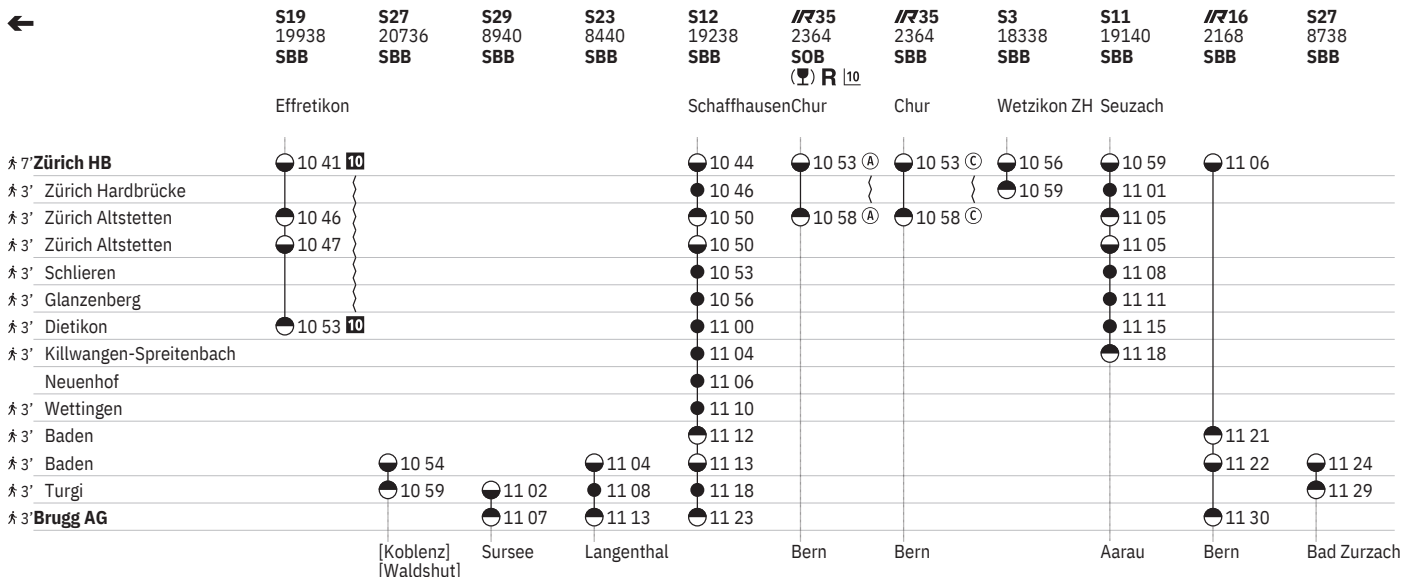 S19 S27 S29 S23 S12 IR35 IR35 S3 S11 IR16 S27
19938 20736 8940 8440 19238 2364 2364 18338 19140 2168 8738
SBB SBB SBB SBB SBB SOB SBB SBB SBB SBB SBB
R 10
Effretikon Schaffhausen Chur Chur Wetzikon ZH Seuzach
7' Zürich HB 10 41 10 10 44 10 53 A 10 53 C 10 56 10 59 11 06
3' Zürich Hardbrücke 10 46 10 59 11 01
3' Zürich Altstetten 10 46 10 50 10 58 A 10 58 C 11 05
3' Zürich Altstetten 10 47 10 50 11 05
3' Schlieren 10 53 11 08
3' Glanzenberg 10 56 11 11
3' Dietikon 10 53 10 11 00 11 15
3' Killwangen-Spreitenbach 11 04 11 18
Neuenhof 11 06
3' Wettingen 11 10
3' Baden 11 12 11 21
3' Baden 10 54 11 04 11 13 11 22 11 24
3' Turgi 10 59 11 02 11 08 11 18 11 29
3' Brugg AG 11 07 11 13 11 23 11 30
[Koblenz] Sursee Langenthal Bern Bern Aarau Bern Bad Zurzach
[Waldshut]